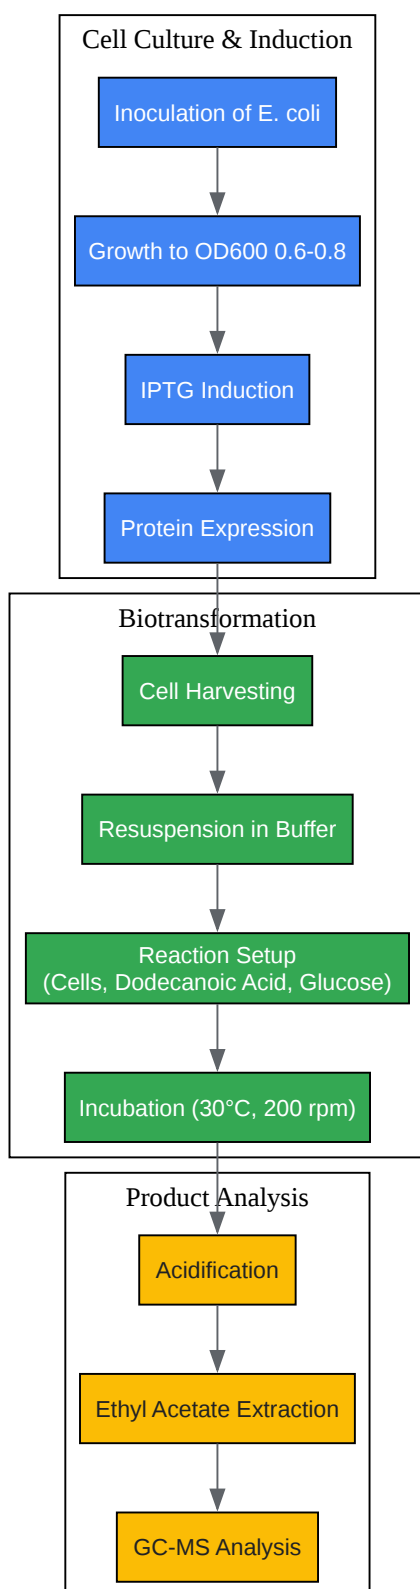 Cell Culture & Induction
Inoculation of E. coli
Growth to OD600 0.6-0.8
IPTG Induction
Protein Expression
Biotransformation
Cell Harvesting
Resuspension in Buffer
Reaction Setup
(Cells, Dodecanoic Acid, Glucose)
Incubation (30°C, 200 rpm)
Product Analysis
Acidification
Ethyl Acetate Extraction
GC-MS Analysis